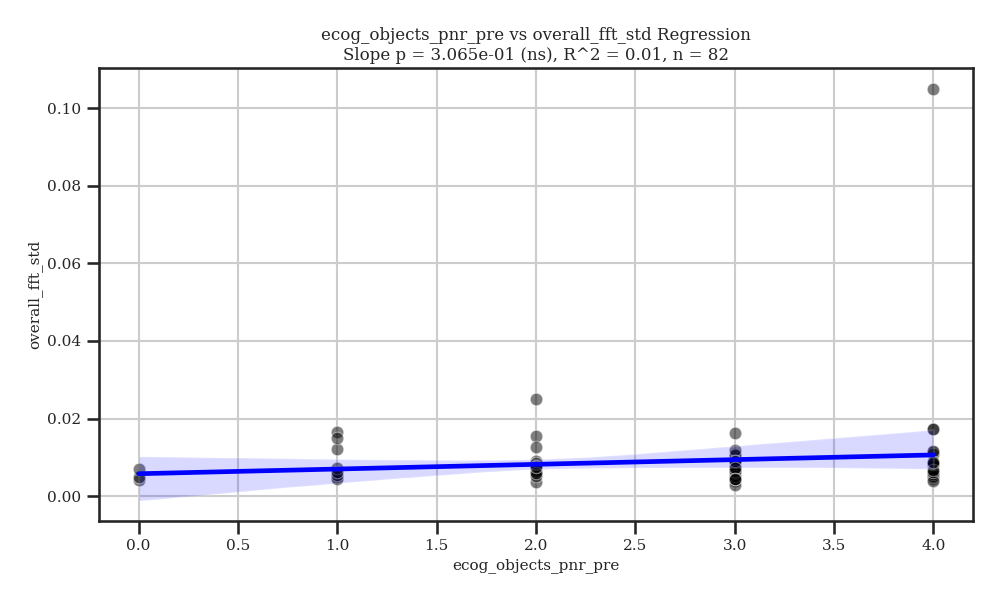 ecog_objects_pnr_pre vs overall_fft_std Regression
Slope p = 3.065e-01 (ns), R^2 = 0.01, n = 82
overall_fft_std
0.10
0.08
0.06
0.04
0.02
0.00
0.0 0.5 1.0 1.5 2.0 2.5 3.0 3.5 4.0
ecog_objects_pnr_pre